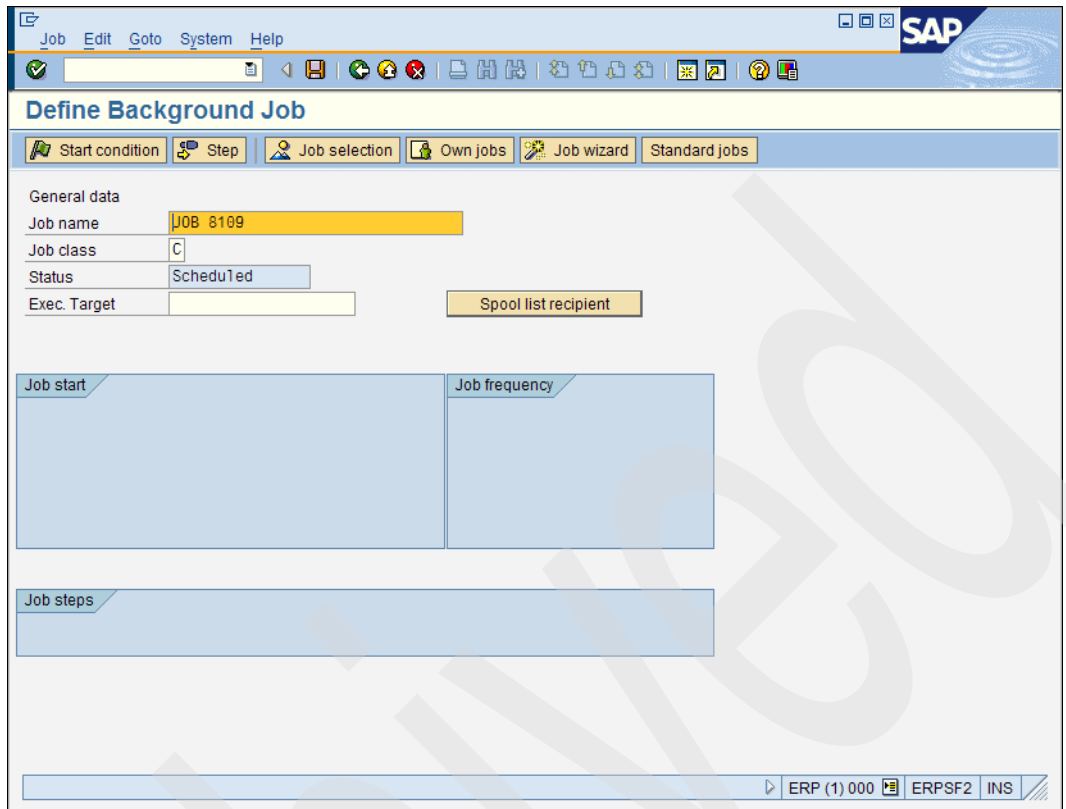 SAP
Job Edit Goto System Help
Define Background Job
Start condition Step Job selection Own jobs Job wizard Standard jobs
General data
Job name JOB 8109
Job class C
Status Scheduled
Exec. Target Spool list recipient
Job start Job frequency
Job steps
ERP (1) 000 ERPSF2 INS